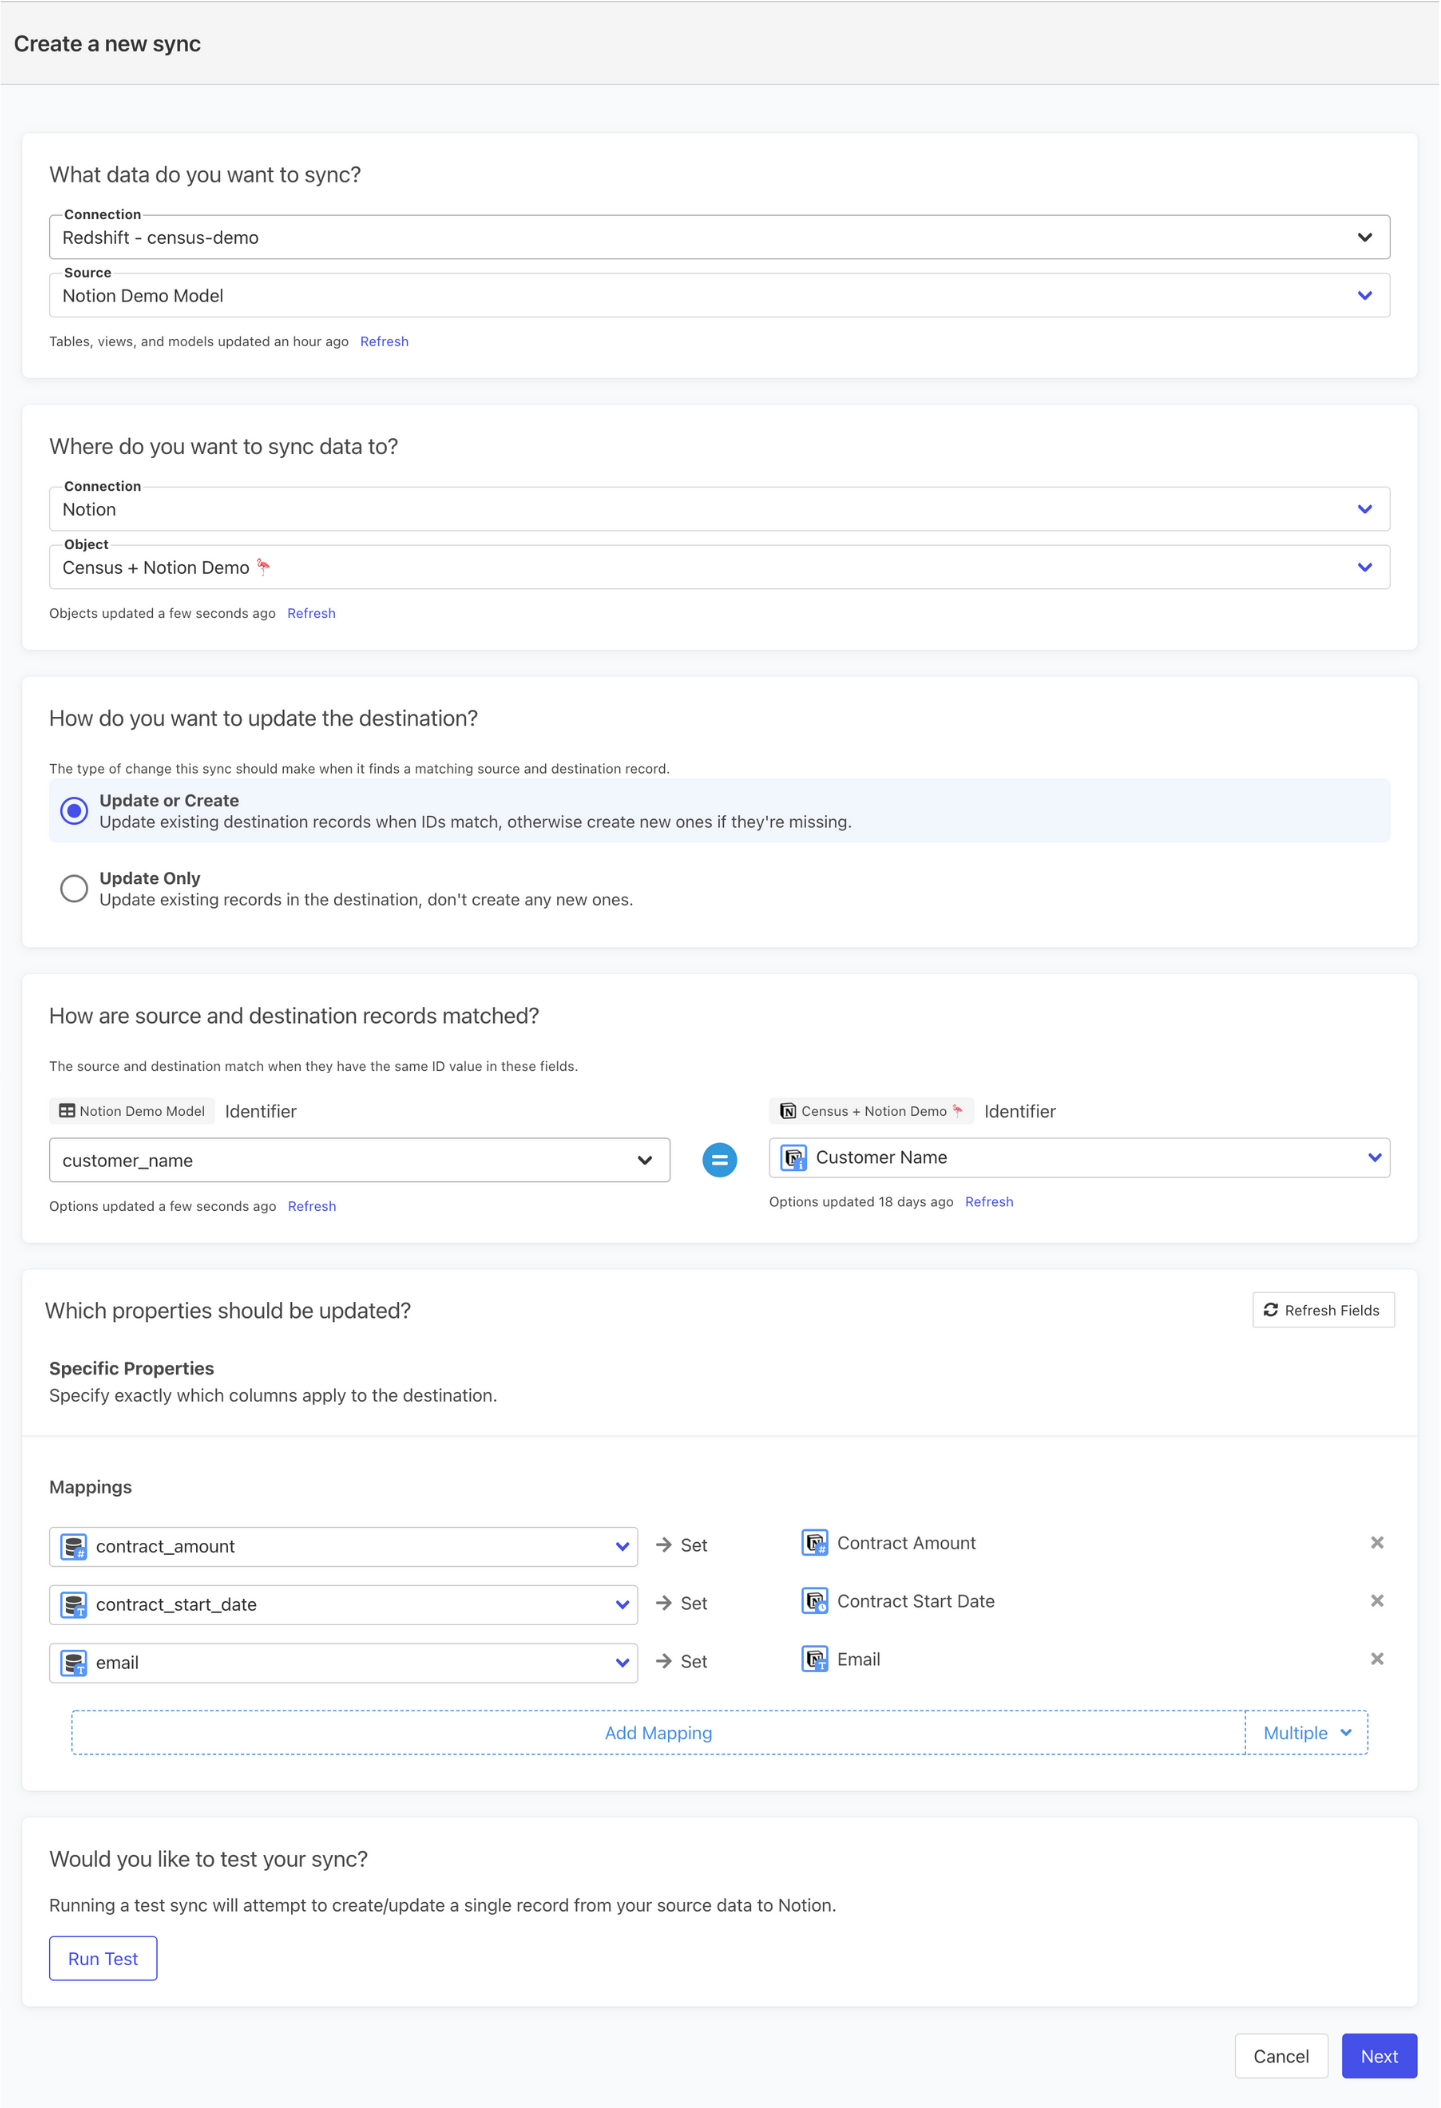 Create a new sync
What data do you want to sync?
Connection
Redshift - census-demo
Source
Notion Demo Model
Tables, views, and models updated an hour ago Refresh
Where do you want to sync data to?
Connection
Notion
Object
Census + Notion Demo 🦩
Objects updated a few seconds ago Refresh
How do you want to update the destination?
The type of change this sync should make when it finds a matching source and destination record.
Update or Create
Update existing destination records when IDs match, otherwise create new ones if they're missing.
Update Only
Update existing records in the destination, don't create any new ones.
How are source and destination records matched?
The source and destination match when they have the same ID value in these fields.
Notion Demo Model Identifier
customer_name
Options updated a few seconds ago Refresh
Census + Notion Demo 🦩 Identifier
Customer Name
Options updated 18 days ago Refresh
Which properties should be updated?
Refresh Fields
Specific Properties
Specify exactly which columns apply to the destination.
Mappings
contract_amount → Set Contract Amount
contract_start_date → Set Contract Start Date
email → Set Email
Add Mapping Multiple
Would you like to test your sync?
Running a test sync will attempt to create/update a single record from your source data to Notion.
Run Test
Cancel Next